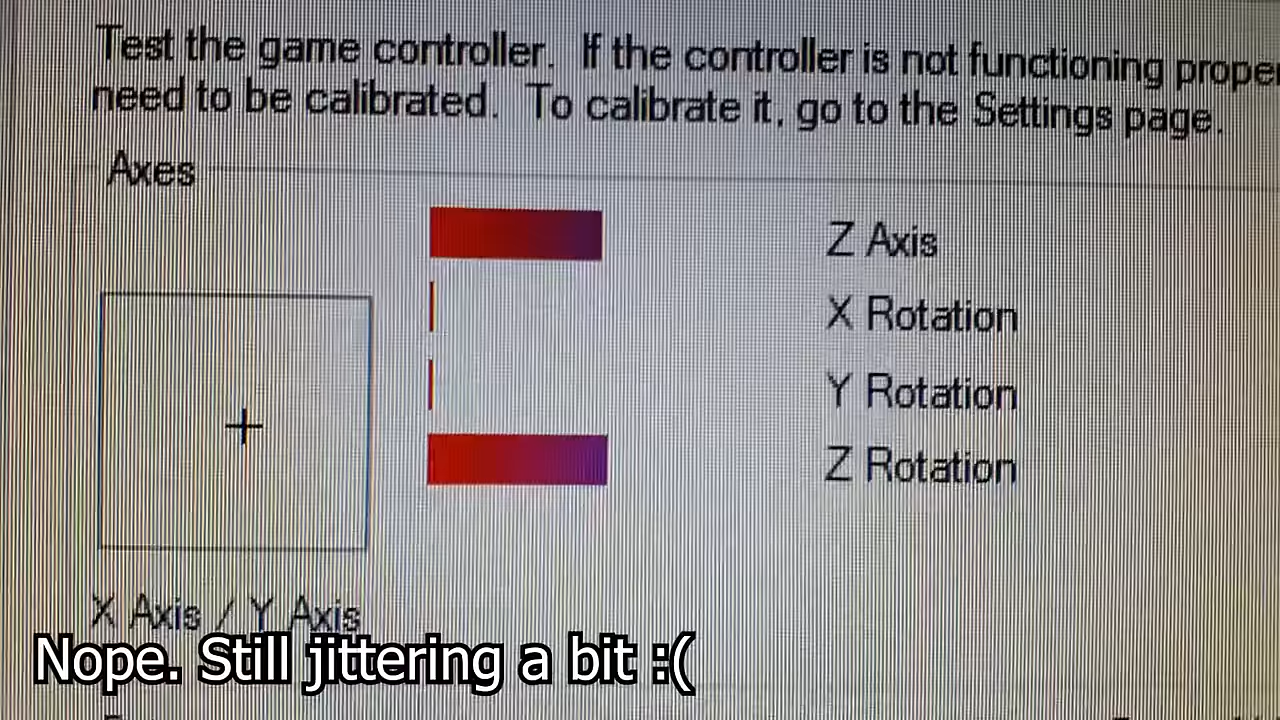 Test the game controller. If the controller is not functioning proper
need to be calibrated. To calibrate it, go to the Settings page.
Axes
Z Axis
X Rotation
Y Rotation
Z Rotation
X Axis / Y Axis
Nope. Still jittering a bit :(